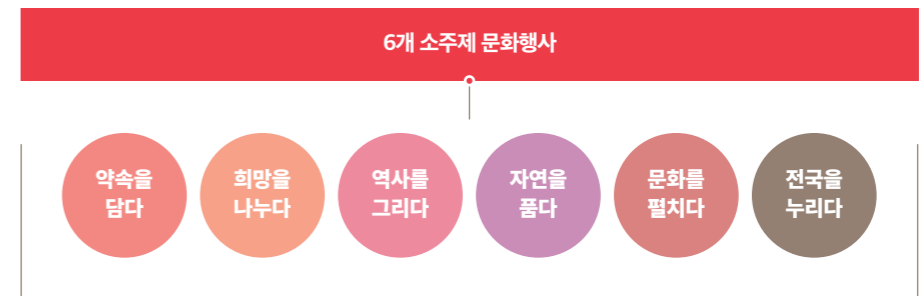 6개 소주제 문화행사
약속을
담다
희망을
나누다
역사를
그리다
자연을
품다
문화를
펼치다
전국을
누리다